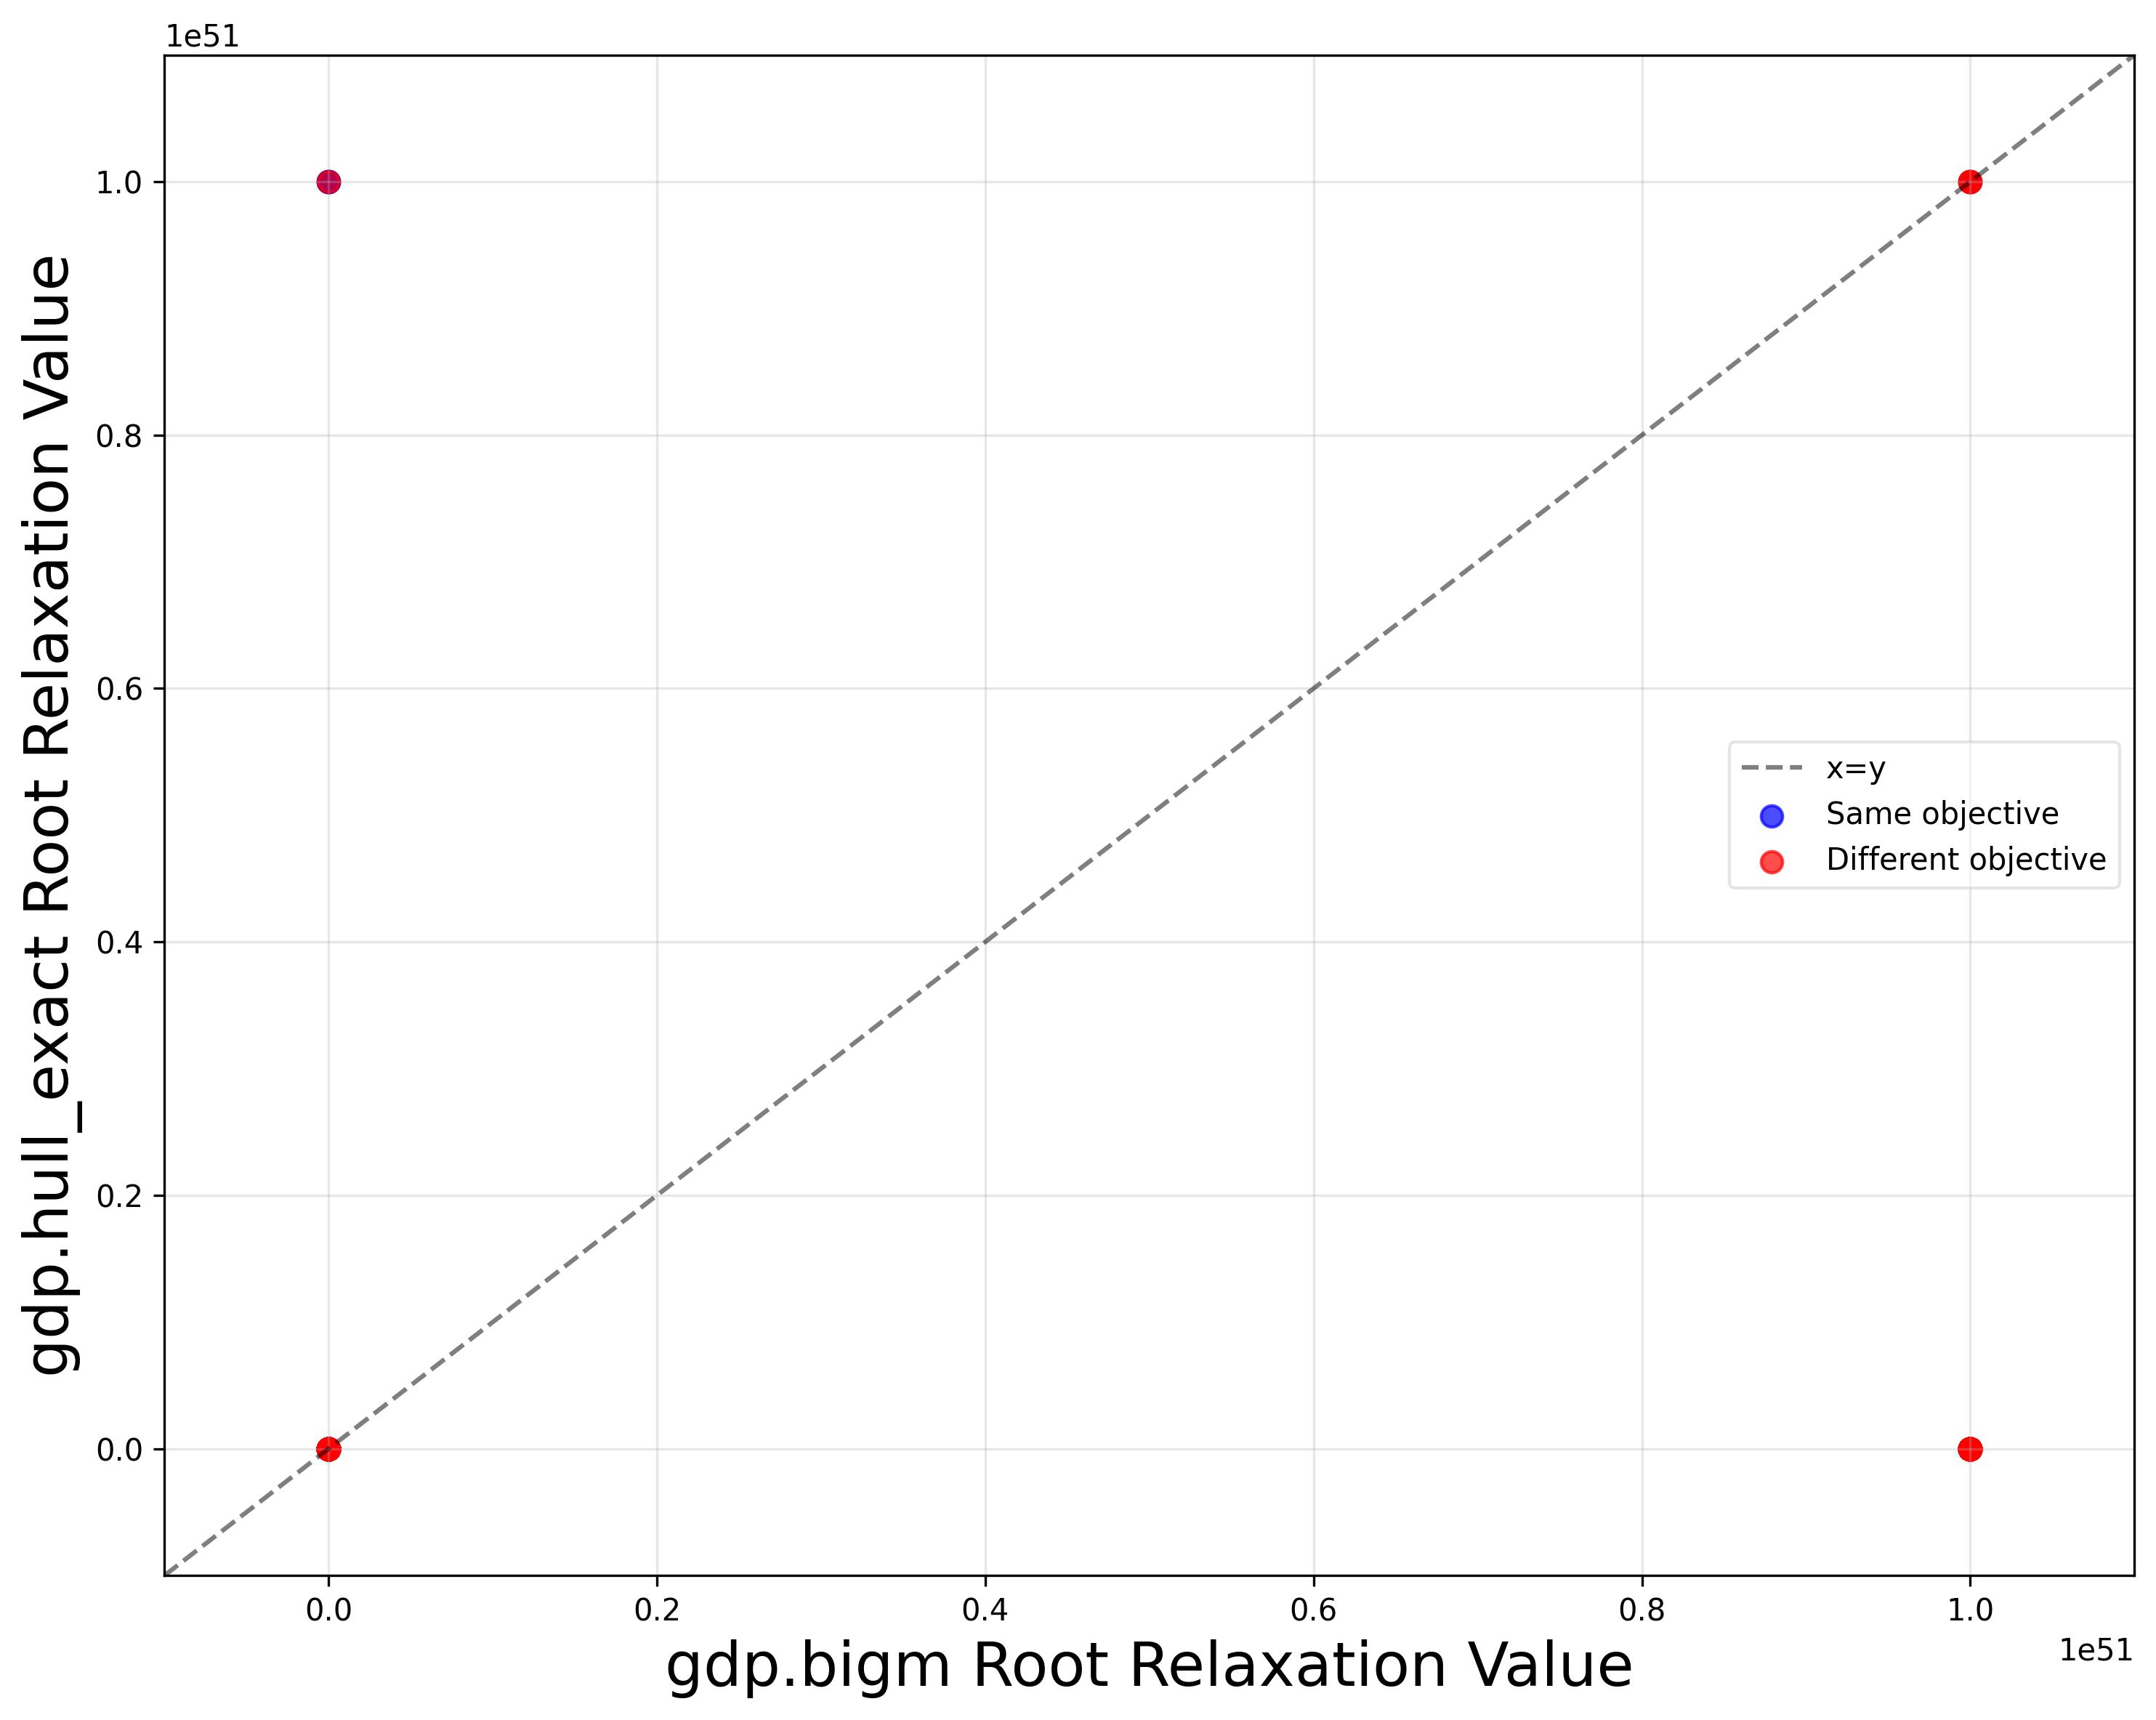 1e51
1.0
0.8
0.6
0.4
0.2
0.0
gdp.hull_exact Root Relaxation Value
x=y
Same objective
Different objective
0.0 0.2 0.4 0.6 0.8 1.0
1e51
gdp.bigm Root Relaxation Value